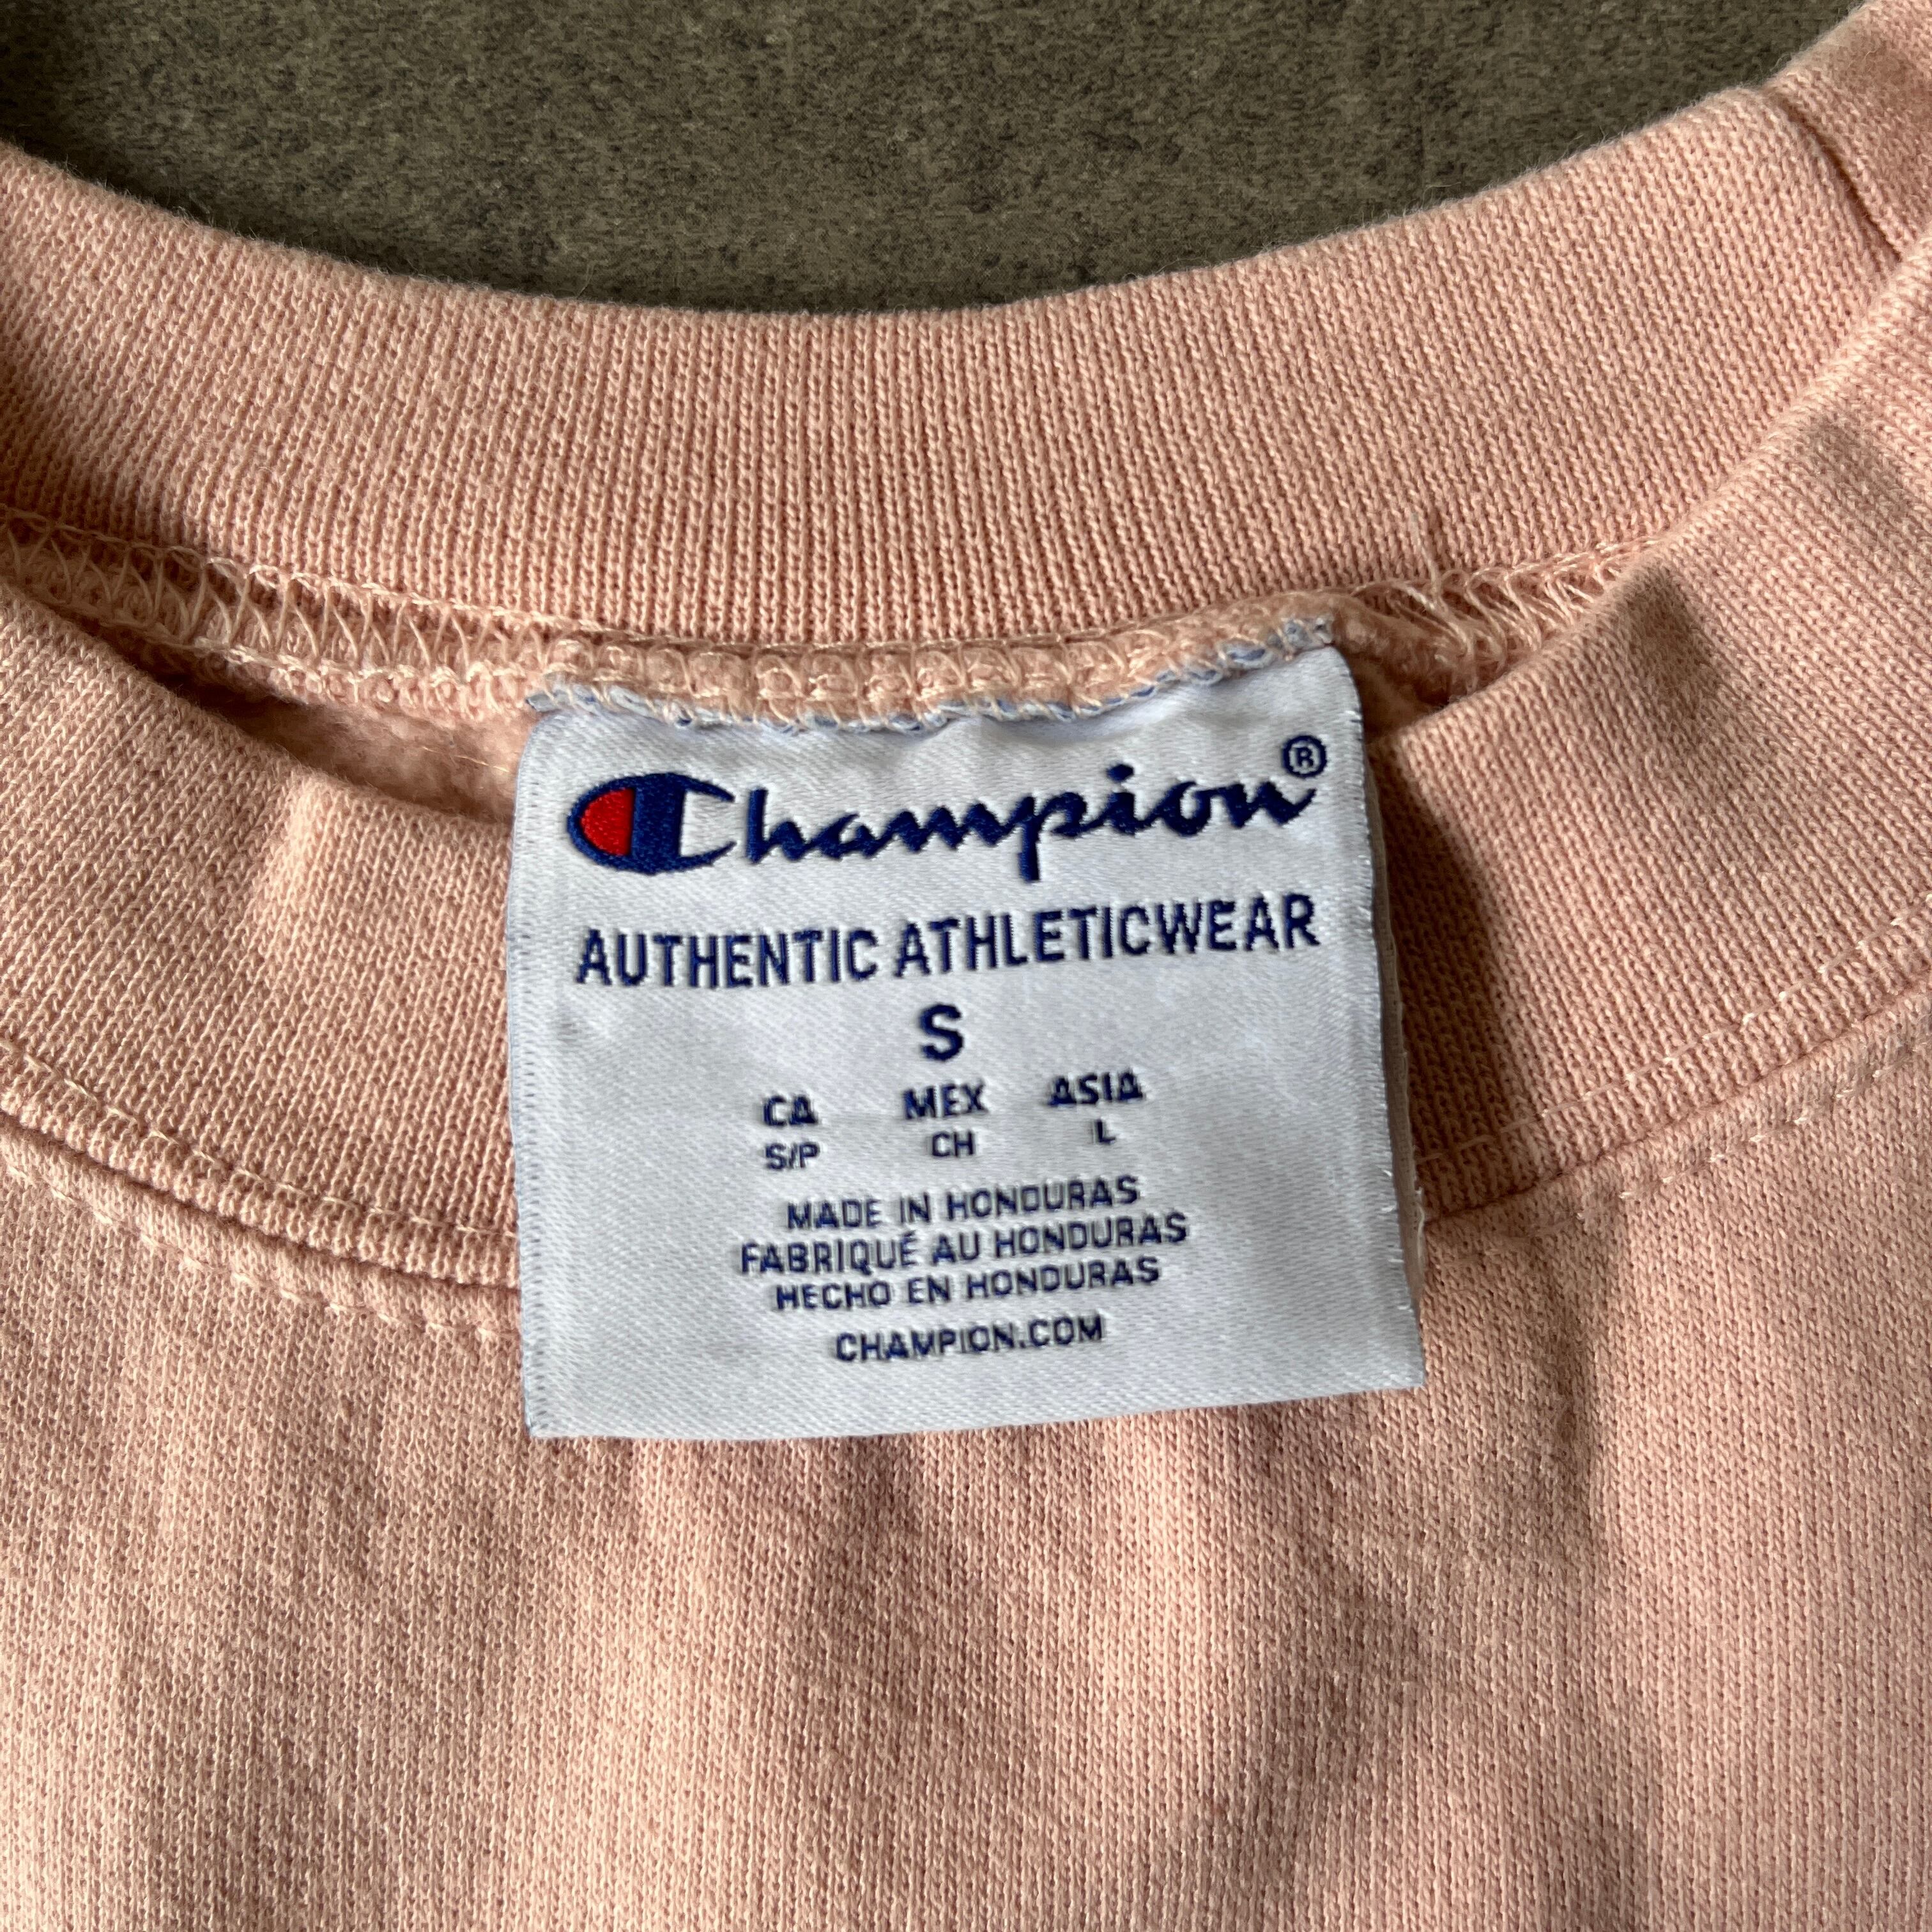 Champion®
AUTHENTIC ATHLETICWEAR
S
CA MEX ASIA
S/P CH L
MADE IN HONDURAS
FABRIQUÉ AU HONDURAS
HECHO EN HONDURAS
CHAMPION.COM